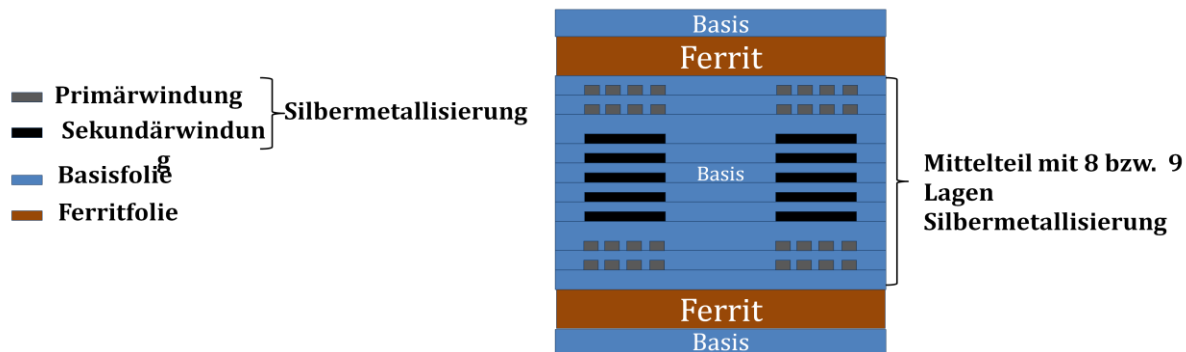 Primärwindung
Sekundärwindun
g
Silbermetallisierung
Basisfolie
Ferritfolie
Basis
Ferrit
Basis
Ferrit
Basis
Mittelteil mit 8 bzw. 9
Lagen
Silbermetallisierung